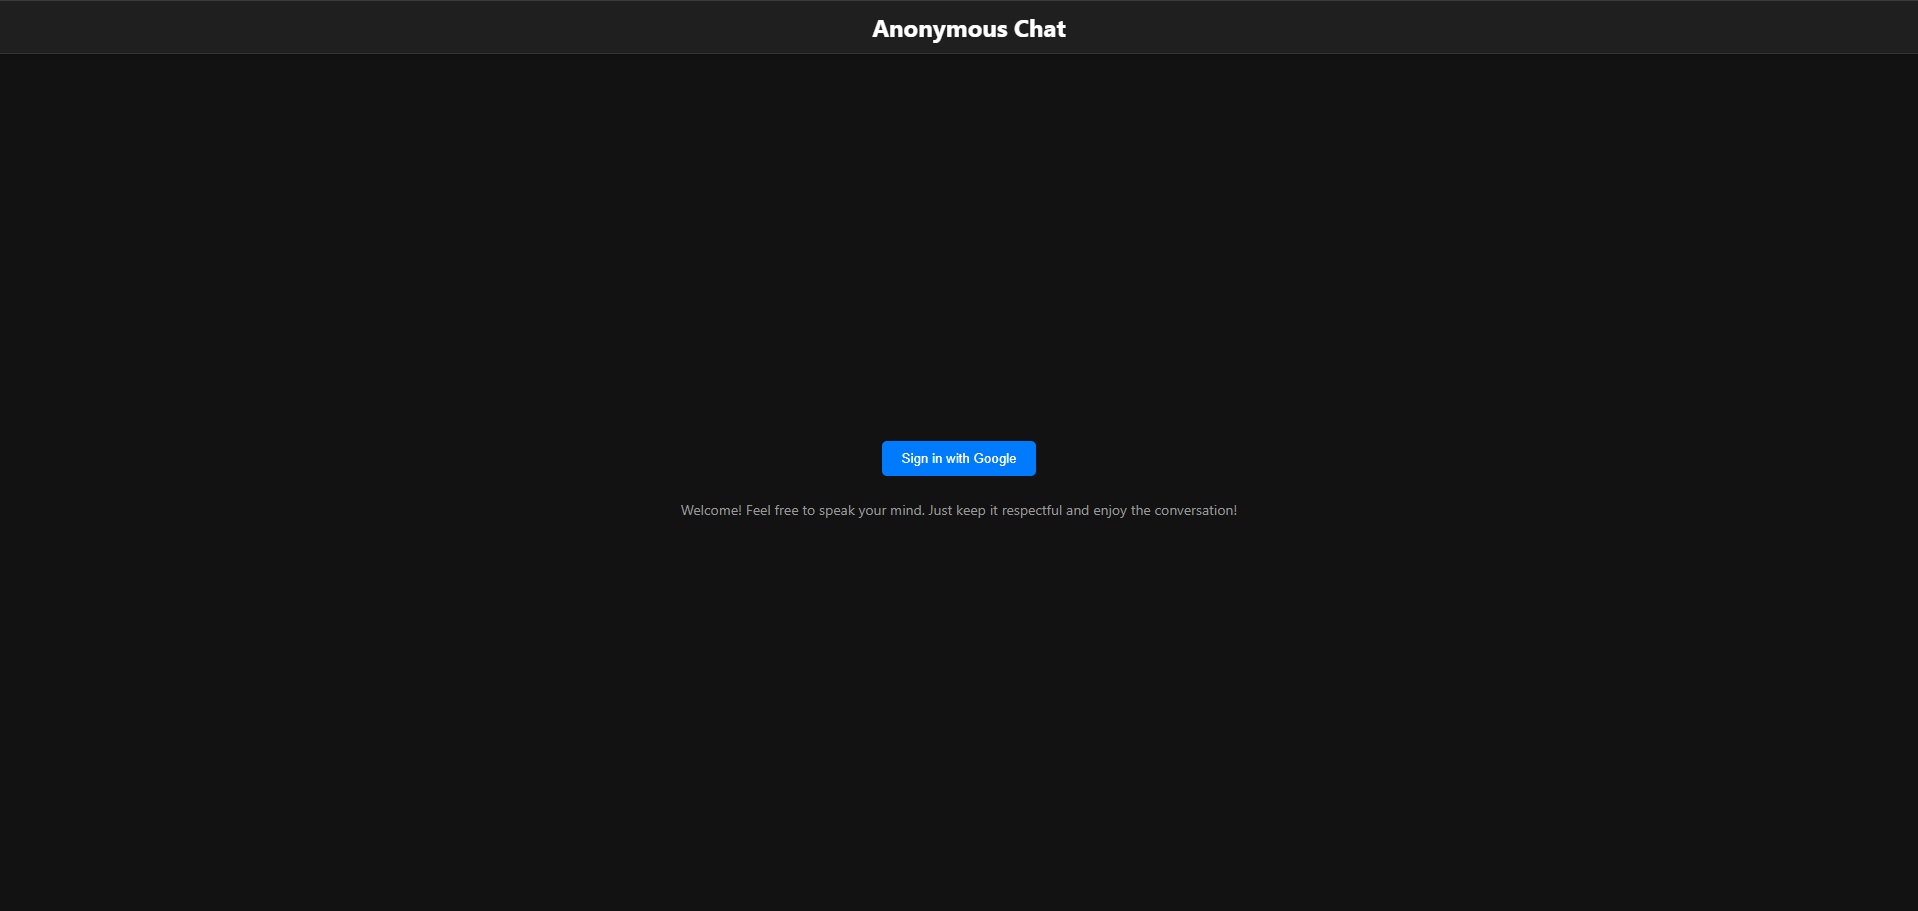 Anonymous Chat
Sign in with Google
Welcome! Feel free to speak your mind. Just keep it respectful and enjoy the conversation!